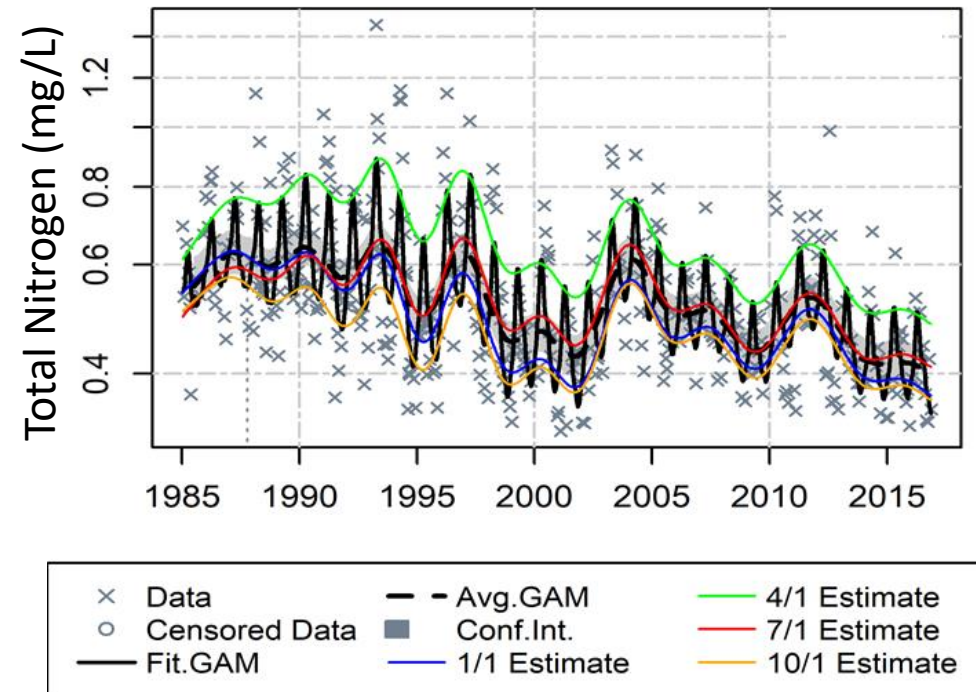 Total Nitrogen (mg/L)
1.2
0.8
0.6
0.4
1985 1990 1995 2000 2005 2010 2015
Data
Censored Data
Fit.GAM
Avg.GAM
Conf.Int.
1/1 Estimate
4/1 Estimate
7/1 Estimate
10/1 Estimate